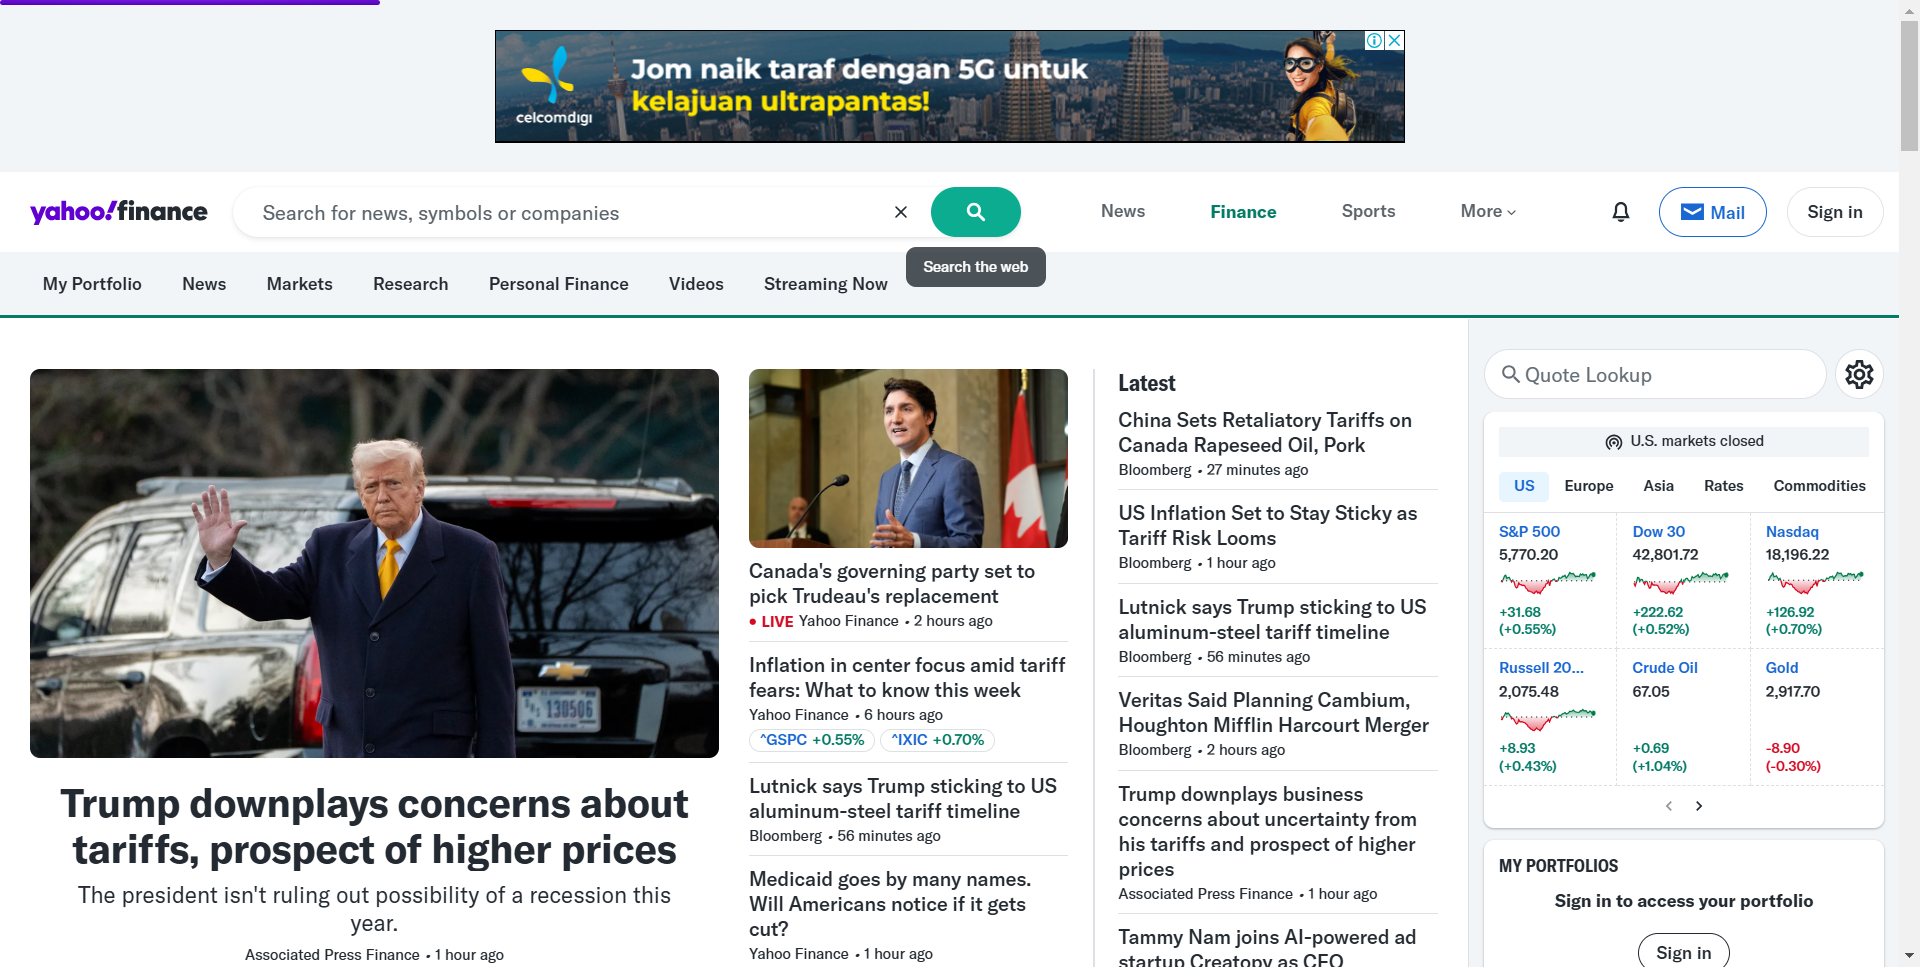 Jom naik taraf dengan 5G untuk
kelajuan ultrapantas!
celcomdigi
yahoo!finance
Search for news, symbols or companies
News
Finance
Sports
More
Mail
Sign in
Search the web
My Portfolio
News
Markets
Research
Personal Finance
Videos
Streaming Now
130506
Trump downplays concerns about
tariffs, prospect of higher prices
The president isn't ruling out possibility of a recession this
year.
Associated Press Finance • 1 hour ago
Canada's governing party set to
pick Trudeau's replacement
• LIVE Yahoo Finance • 2 hours ago
Inflation in center focus amid tariff
fears: What to know this week
Yahoo Finance • 6 hours ago
^GSPC +0.55% ^IXIC +0.70%
Lutnick says Trump sticking to US
aluminum-steel tariff timeline
Bloomberg • 56 minutes ago
Medicaid goes by many names.
Will Americans notice if it gets
cut?
Yahoo Finance • 1 hour ago
Latest
China Sets Retaliatory Tariffs on
Canada Rapeseed Oil, Pork
Bloomberg • 27 minutes ago
US Inflation Set to Stay Sticky as
Tariff Risk Looms
Bloomberg • 1 hour ago
Lutnick says Trump sticking to US
aluminum-steel tariff timeline
Bloomberg • 56 minutes ago
Veritas Said Planning Cambium,
Houghton Mifflin Harcourt Merger
Bloomberg • 2 hours ago
Trump downplays business
concerns about uncertainty from
his tariffs and prospect of higher
prices
Associated Press Finance • 1 hour ago
Tammy Nam joins AI-powered ad
startup Creatopy as CEO
Quote Lookup
U.S. markets closed
US Europe Asia Rates Commodities
S&P 500
5,770.20
+31.68
(+0.55%)
Dow 30
42,801.72
+222.62
(+0.52%)
Nasdaq
18,196.22
+126.92
(+0.70%)
Russell 20...
2,075.48
+8.93
(+0.43%)
Crude Oil
67.05
+0.69
(+1.04%)
Gold
2,917.70
-8.90
(-0.30%)
MY PORTFOLIOS
Sign in to access your portfolio
Sign in